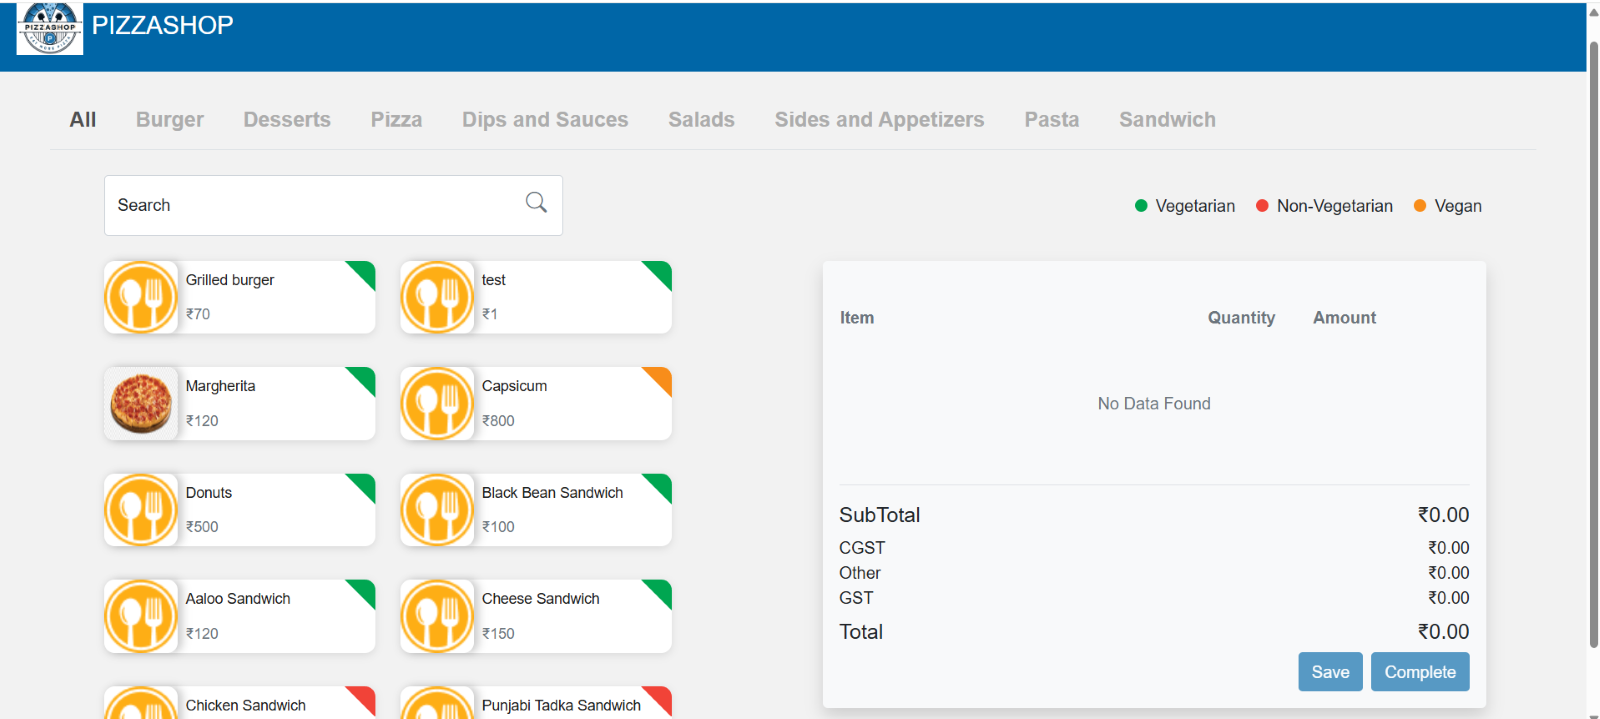 PIZZASHOP
PIZZASHOP
All Burger Desserts Pizza Dips and Sauces Salads Sides and Appetizers Pasta Sandwich
Search
Vegetarian Non-Vegetarian Vegan
Grilled burger
₹70
test
₹1
Margherita
₹120
Capsicum
₹800
Donuts
₹500
Black Bean Sandwich
₹100
Aaloo Sandwich
₹120
Cheese Sandwich
₹150
Chicken Sandwich
Punjabi Tadka Sandwich
Item Quantity Amount
No Data Found
SubTotal ₹0.00
CGST ₹0.00
Other ₹0.00
GST ₹0.00
Total ₹0.00
Save Complete